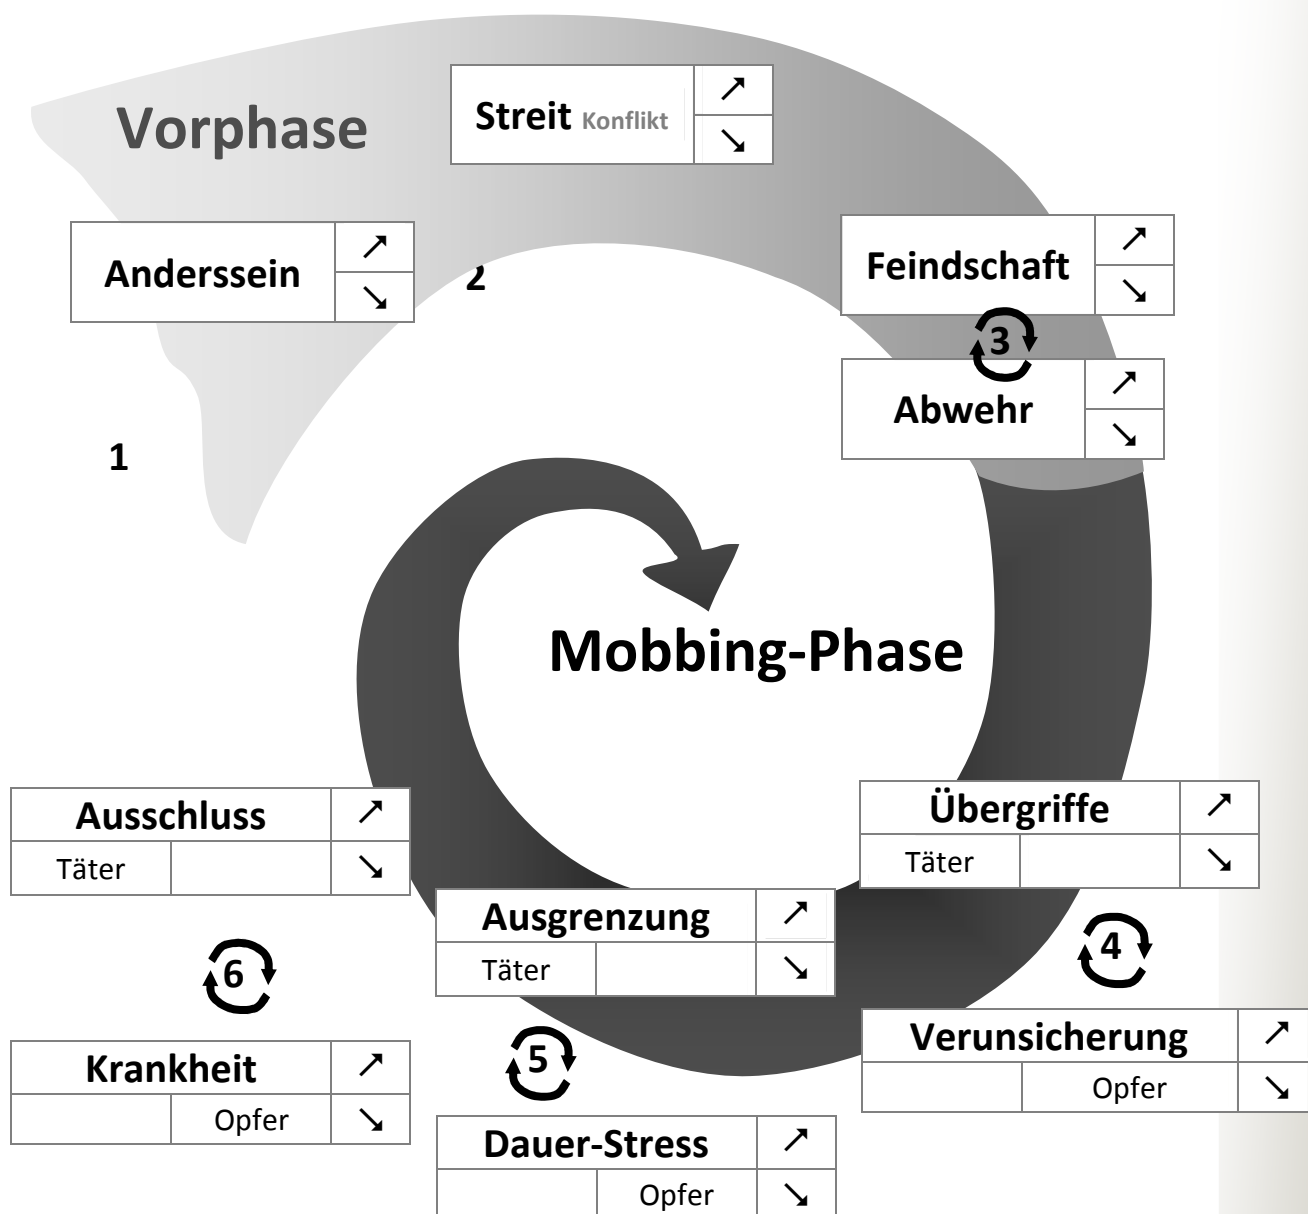 Vorphase
Streit Konflikt
↗
↘
Anderssein
↗
↘
2
1
Feindschaft
↗
↘
3
Abwehr
↗
↘
Mobbing-Phase
Übergriffe
↗
Täter
↘
4
Verunsicherung
↗
Opfer
↘
Ausgrenzung
↗
Täter
↘
5
Dauer-Stress
↗
Opfer
↘
Ausschluss
↗
Täter
↘
6
Krankheit
↗
Opfer
↘